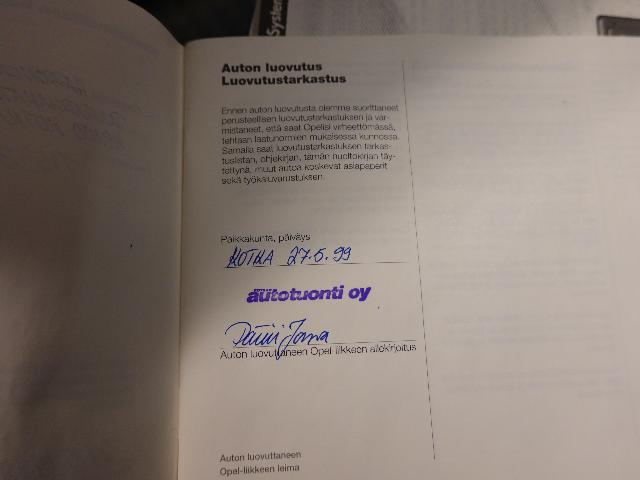 System
Auton luovutus
Luovutustarkastus
Ennen auton luovutusta olemme suorittaneet
perusteellisen luovutustarkastuksen ja var-
mistaneet, että saat Opelisi virheettömässä,
tehtaan laatunormien mukaisessa kunnossa.
Samalla saat luovutustarkastuksen tarkas-
tuslistan, ohjekirjan, tämän huoltokirjan täy-
tettynä, muut autoa koskevat asiapaperit
sekä työkaluvarustuksen.
Paikkakunta, päiväys
KOTKA 27.5.99
autotuonti oy
Auton luovuttaneen Opel liikkeen allekirjoitus
Auton luovuttaneen
Opel-liikkeen leima